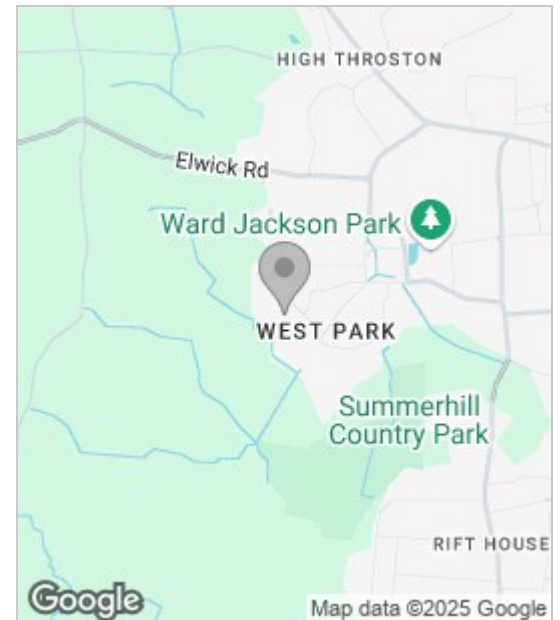 HIGH THROSTON
Elwick Rd
Ward Jackson Park
WEST PARK
Summerhill
Country Park
RIFT HOUSE
Google
Map data ©2025 Google